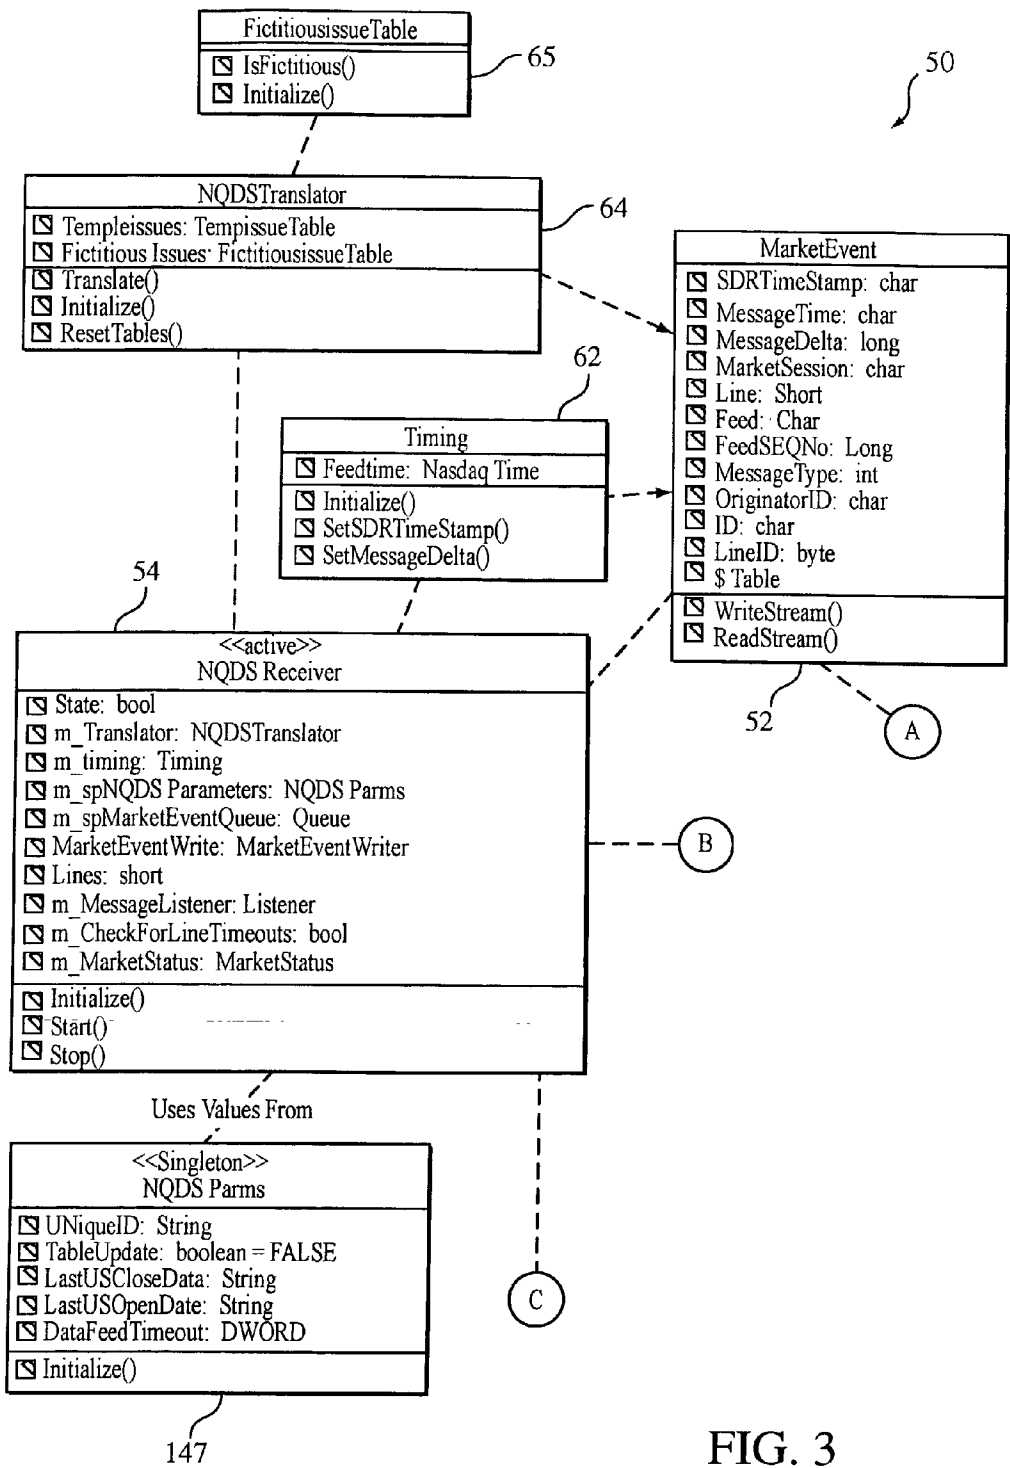 FictitiousissueTable
IsFictitious()
Initialize()
65
50
NQDSTranslator
Templeissues: TempissueTable
Fictitious Issues: FictitiousissueTable
Translate()
Initialize()
ResetTables()
64
MarketEvent
SDRTimeStamp: char
MessageTime: char
MessageDelta: long
MarketSession: char
Line: Short
Feed: Char
FeedSEQNo: Long
MessageType: int
OriginatorID: char
ID: char
LineID: byte
$ Table
WriteStream()
ReadStream()
52
A
62
Timing
Feedtime: Nasdaq Time
Initialize()
SetSDRTimeStamp()
SetMessageDelta()
54
<<active>>
NQDS Receiver
State: bool
m_Translator: NQDSTranslator
m_timing: Timing
m_spNQDS Parameters: NQDS Parms
m_spMarketEventQueue: Queue
MarketEventWrite: MarketEventWriter
Lines: short
m_MessageListener: Listener
m_CheckForLineTimeouts: bool
m_MarketStatus: MarketStatus
Initialize()
Start()
Stop()
B
Uses Values From
<<Singleton>>
NQDS Parms
UNiqueID: String
TableUpdate: boolean = FALSE
LastUSCloseData: String
LastUSOpenDate: String
DataFeedTimeout: DWORD
Initialize()
147
C
FIG. 3